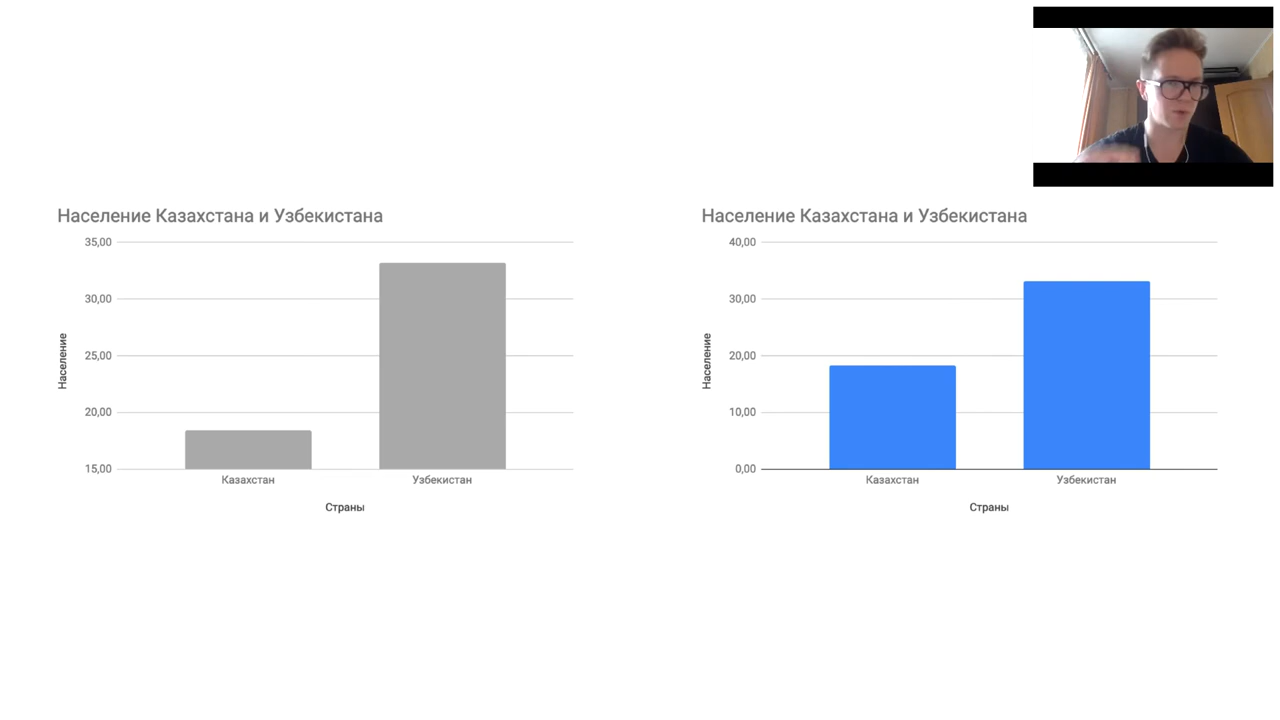 Население Казахстана и Узбекистана
35,00
30,00
25,00
20,00
15,00
Население
Казахстан
Узбекистан
Страны
Население Казахстана и Узбекистана
40,00
30,00
20,00
10,00
0,00
Население
Казахстан
Узбекистан
Страны